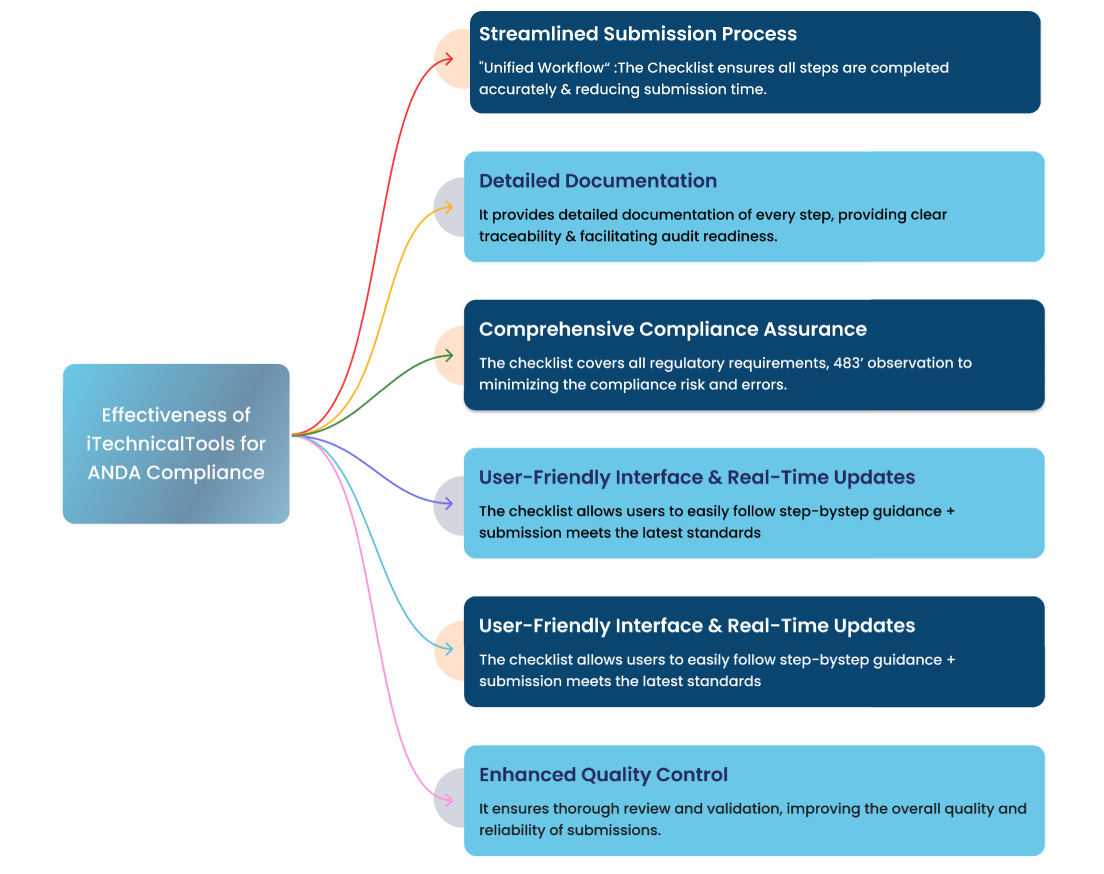 Streamlined Submission Process
"Unified Workflow“ :The Checklist ensures all steps are completed
accurately & reducing submission time.
Detailed Documentation
It provides detailed documentation of every step, providing clear
traceability & facilitating audit readiness.
Comprehensive Compliance Assurance
The checklist covers all regulatory requirements, 483’ observation to
minimizing the compliance risk and errors.
Effectiveness of
iTechnicalTools for
ANDA Compliance
User-Friendly Interface & Real-Time Updates
The checklist allows users to easily follow step-bystep guidance +
submission meets the latest standards
User-Friendly Interface & Real-Time Updates
The checklist allows users to easily follow step-bystep guidance +
submission meets the latest standards
Enhanced Quality Control
It ensures thorough review and validation, improving the overall quality and
reliability of submissions.